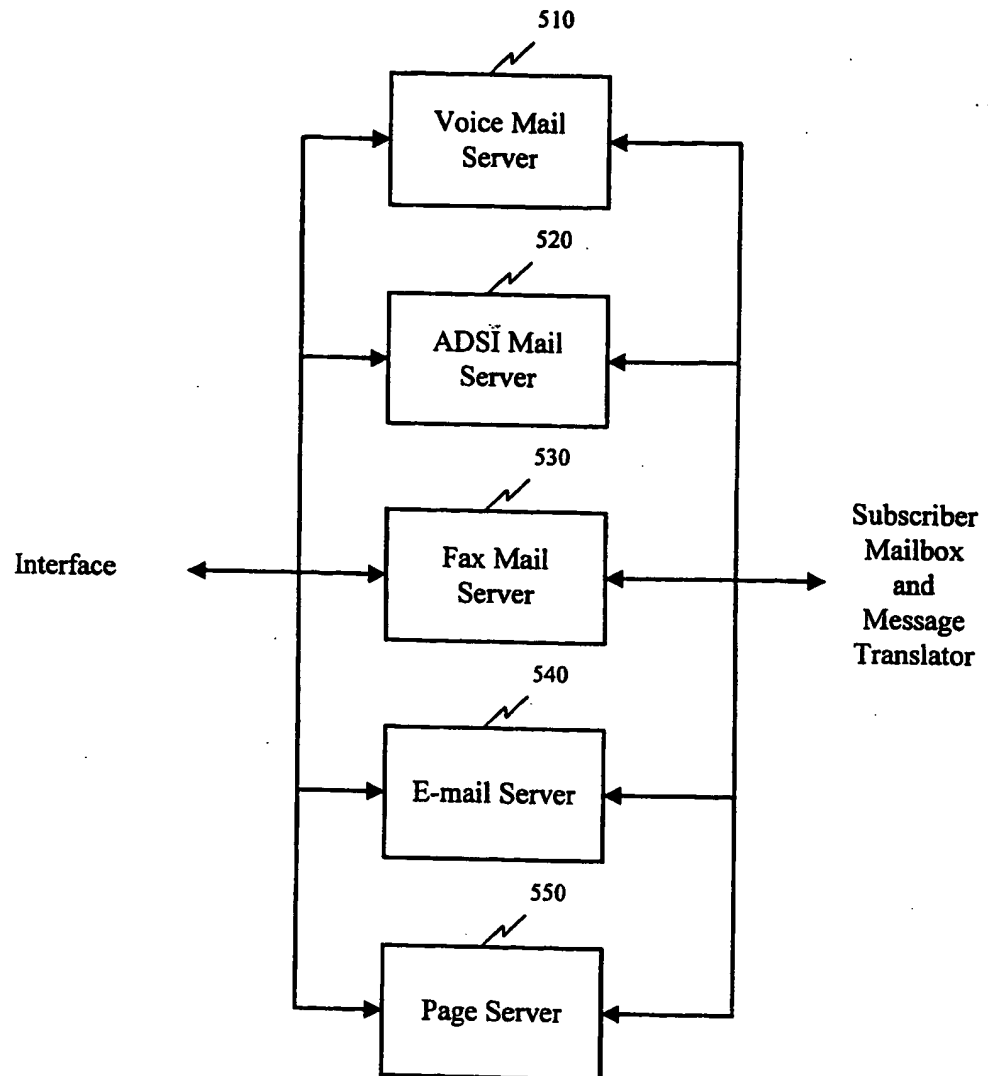 510
Voice Mail
Server
520
ADSI Mail
Server
530
Fax Mail
Server
Interface
Subscriber
Mailbox
and
Message
Translator
540
E-mail Server
550
Page Server